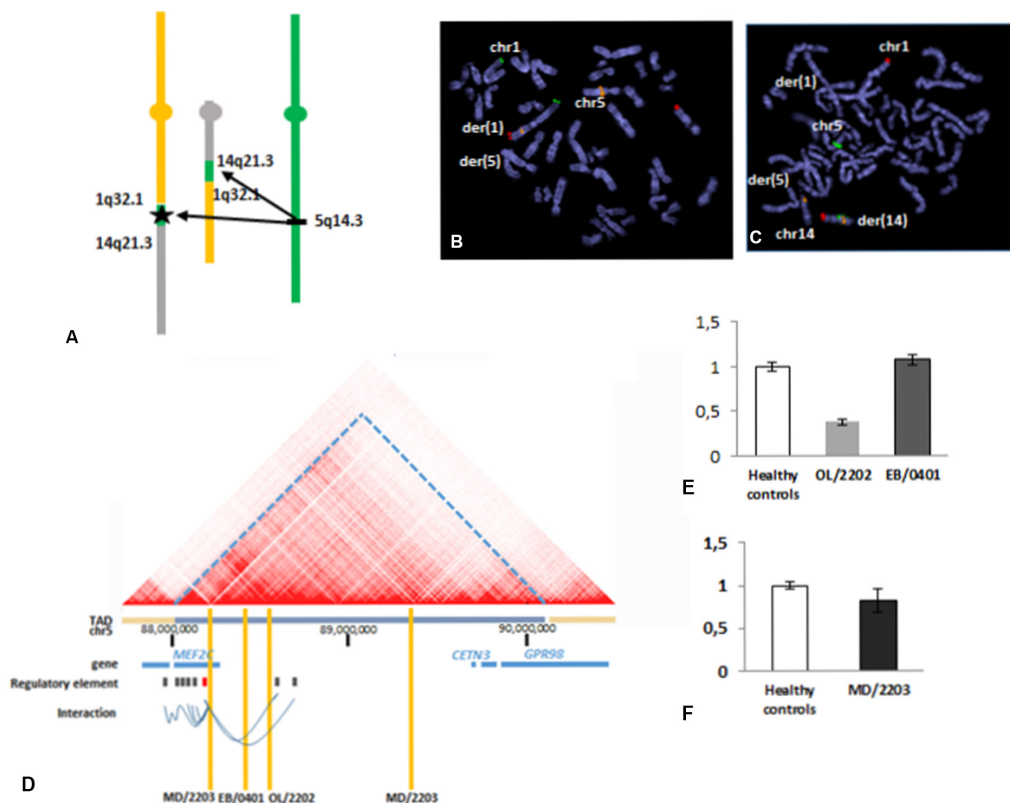 A
14q21.3
1q32.1
1q32.1
14q21.3
5q14.3
chr1
chr5
der(1)
der(5)
B
chr1
der(1)
chr5
der(5)
chr14
der(14)
C
TAD
chr5
88,000,000
89,000,000
90,000,000
gene
MEF2C
CETN3
GPR98
Regulatory element
Interaction
MD/2203
EB/0401
OL/2202
MD/2203
D
1,5
1
0,5
0
Healthy
controls
OL/2202
EB/0401
E
1,5
1
0,5
0
Healthy
controls
MD/2203
F